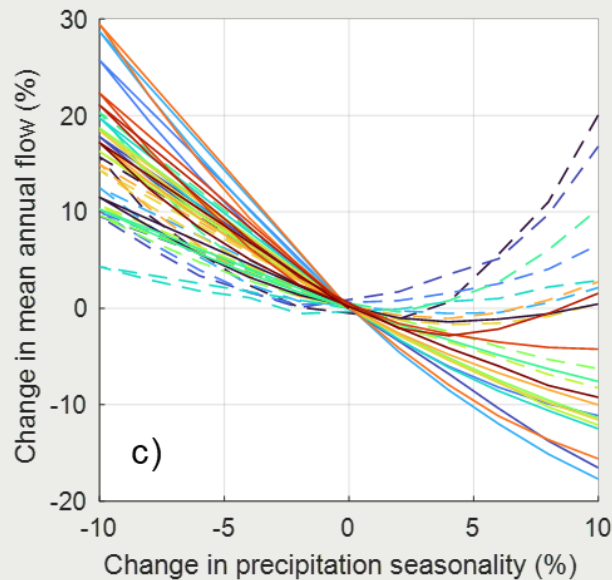 30
20
10
0
-10
-20
Change in mean annual flow (%)
c)
-10 -5 0 5 10
Change in precipitation seasonality (%)